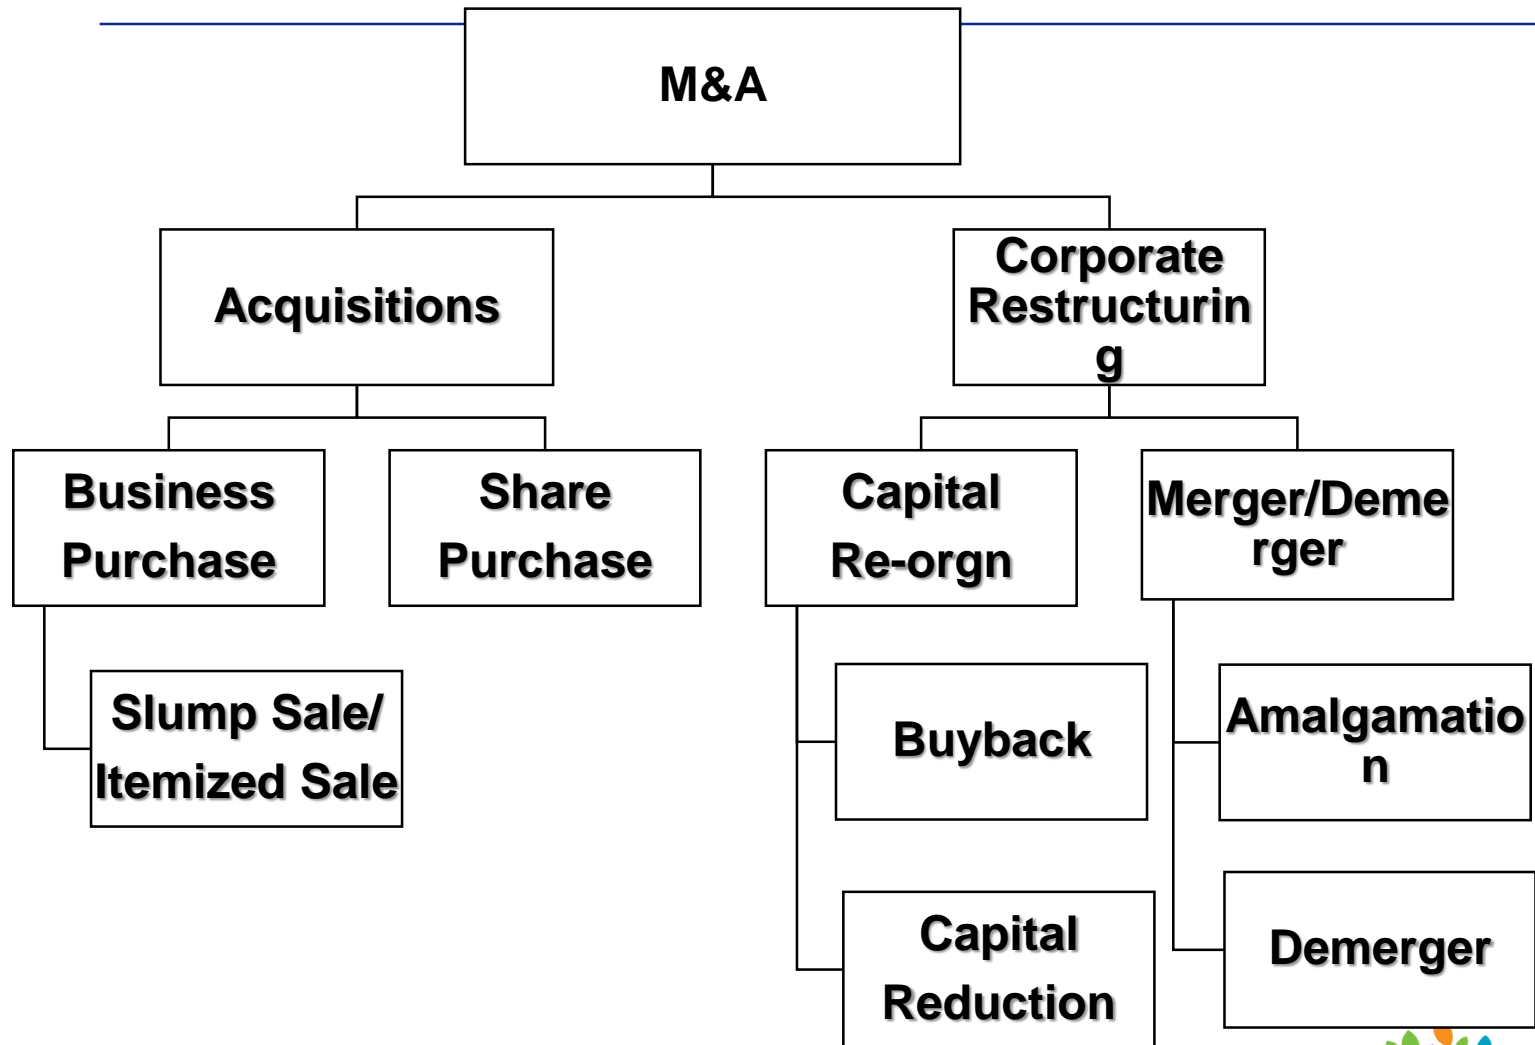 M&A
Acquisitions
Corporate
Restructurin
g
Business
Purchase
Share
Purchase
Capital
Re-orgn
Merger/Deme
rger
Slump Sale/
Itemized Sale
Buyback
Amalgamatio
n
Capital
Reduction
Demerger